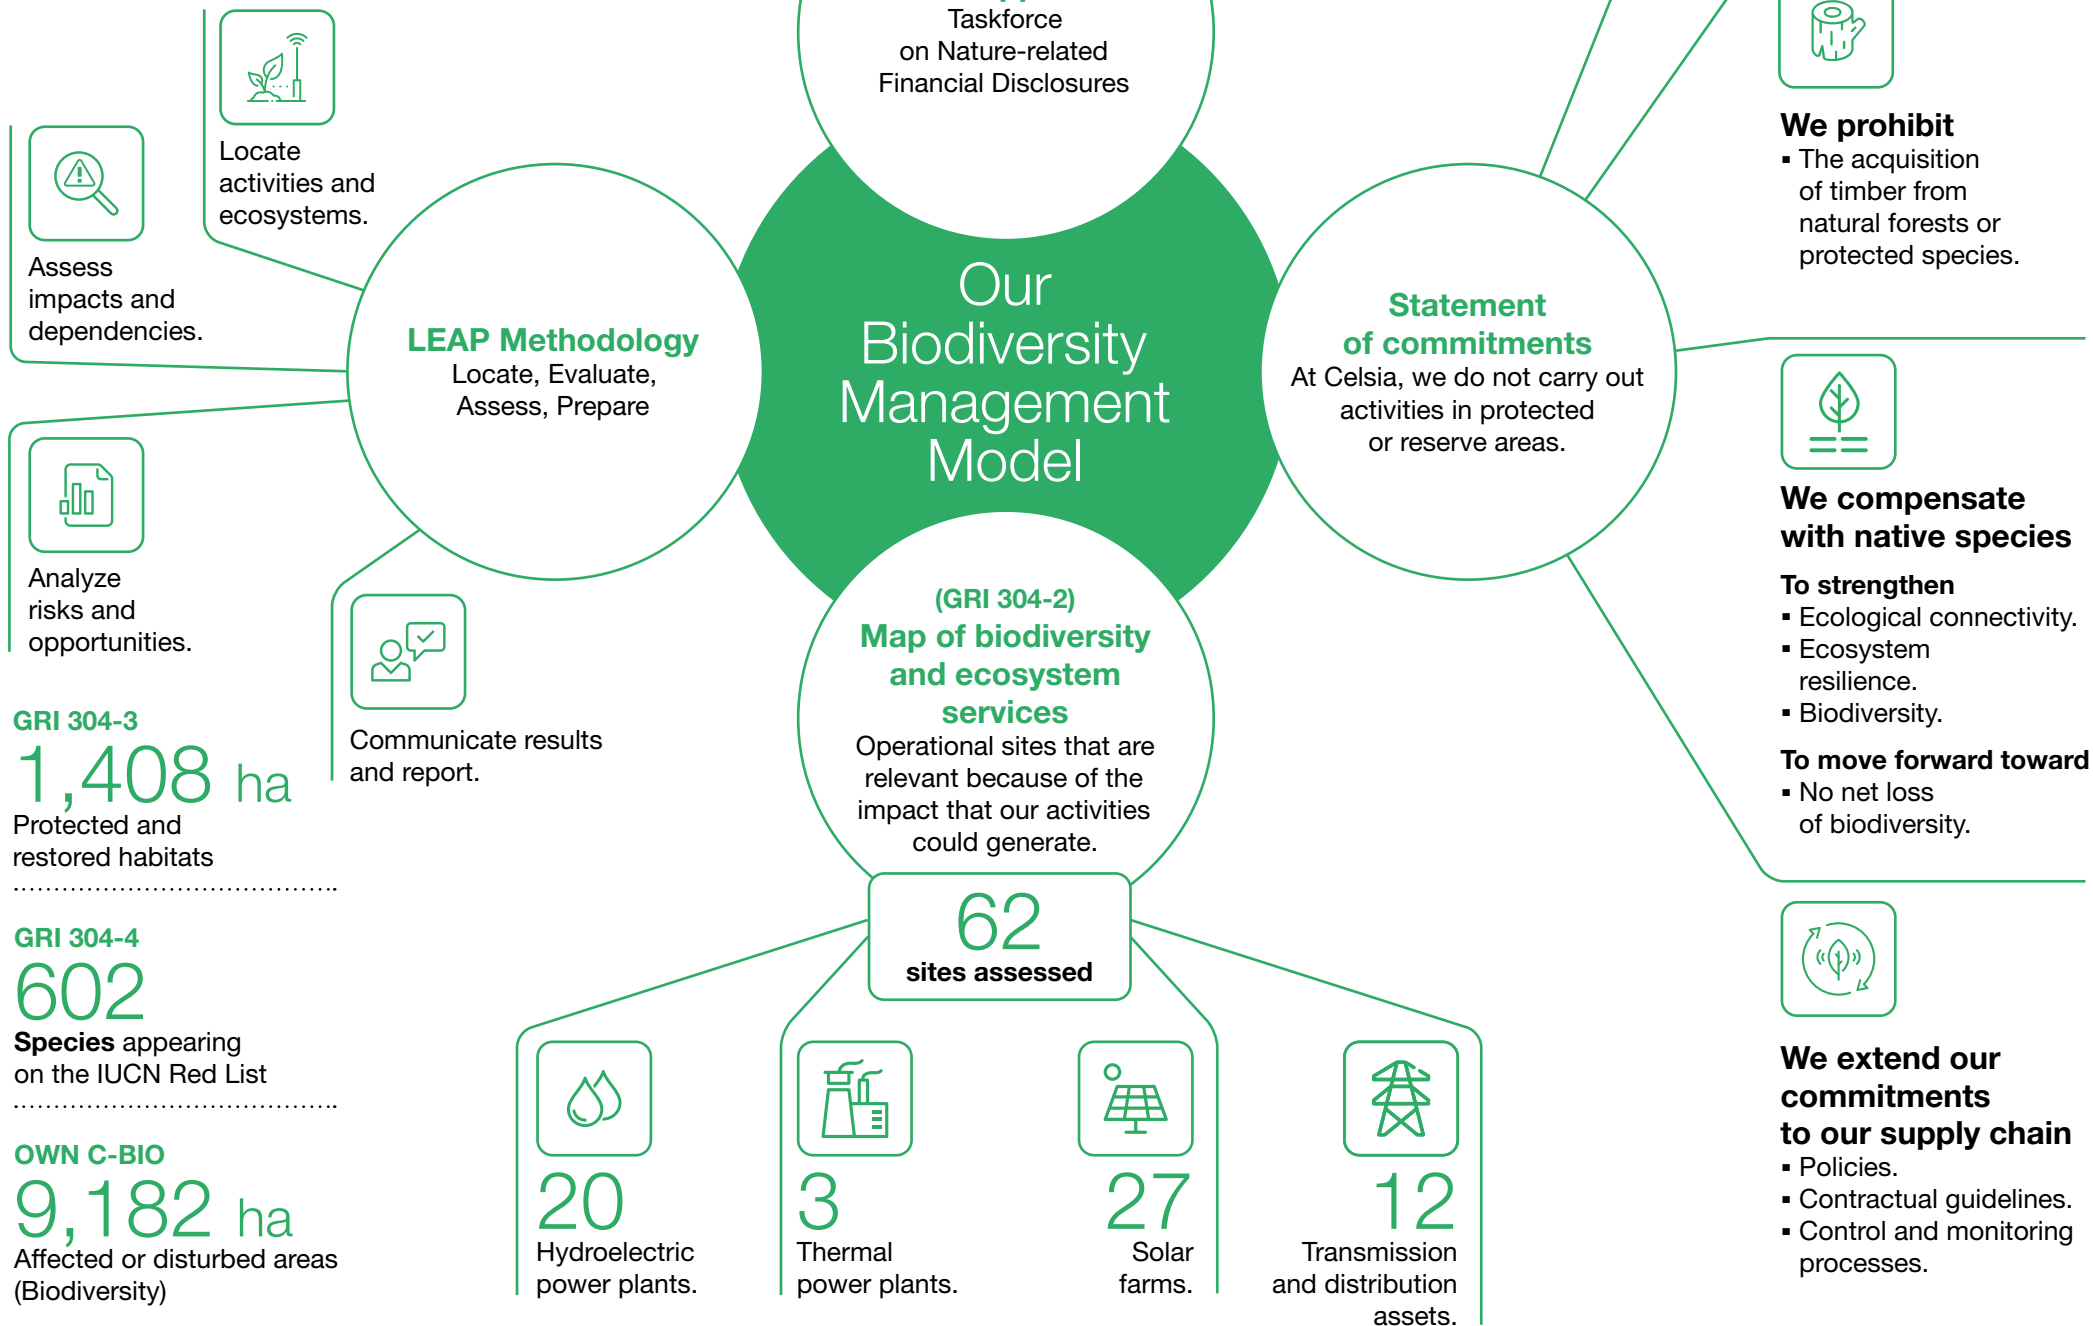 Taskforce
on Nature-related
Financial Disclosures
Locate
activities and
ecosystems.
Assess
impacts and
dependencies.
Analyze
risks and
opportunities.
Communicate results
and report.
LEAP Methodology
Locate, Evaluate,
Assess, Prepare
Our
Biodiversity
Management
Model
Statement
of commitments
At Celsia, we do not carry out
activities in protected
or reserve areas.
We prohibit
▪ The acquisition
of timber from
natural forests or
protected species.
We compensate
with native species
To strengthen
▪ Ecological connectivity.
▪ Ecosystem
resilience.
▪ Biodiversity.
To move forward toward
▪ No net loss
of biodiversity.
We extend our
commitments
to our supply chain
▪ Policies.
▪ Contractual guidelines.
▪ Control and monitoring
processes.
(GRI 304-2)
Map of biodiversity
and ecosystem
services
Operational sites that are
relevant because of the
impact that our activities
could generate.
62
sites assessed
20
Hydroelectric
power plants.
3
Thermal
power plants.
27
Solar
farms.
12
Transmission
and distribution
assets.
GRI 304-3
1,408 ha
Protected and
restored habitats
GRI 304-4
602
Species appearing
on the IUCN Red List
OWN C-BIO
9,182 ha
Affected or disturbed areas
(Biodiversity)